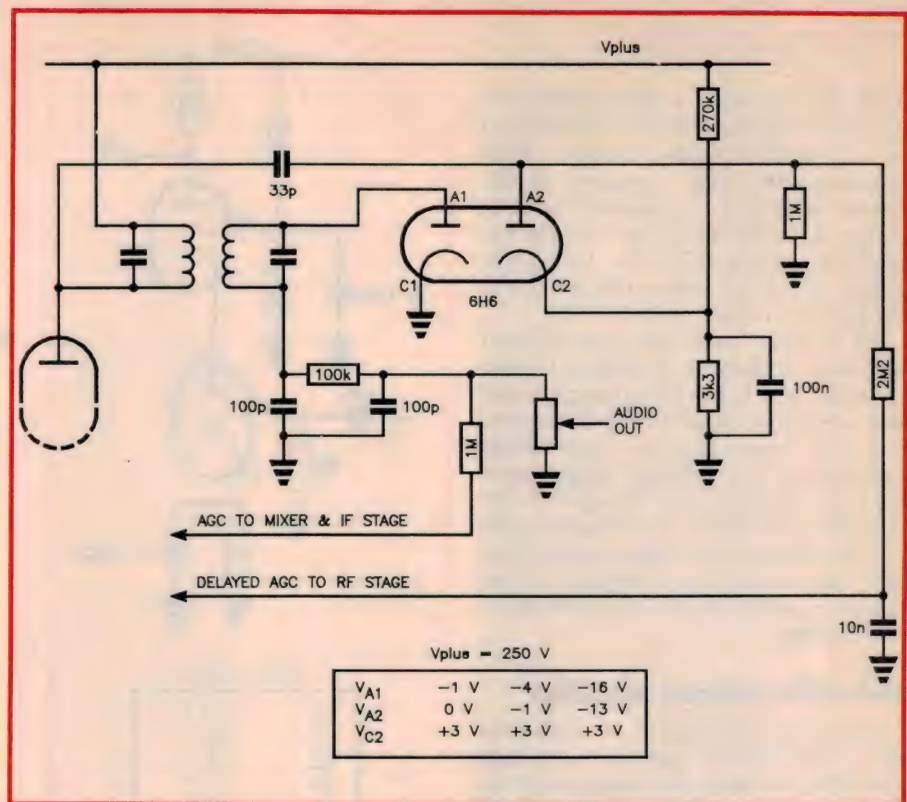 Vplus
270k
33p
A1
A2
1M
C1
C2
6H6
2M2
100k
3k3
100n
100p
100p
1M
AUDIO
OUT
AGC TO MIXER & IF STAGE
DELAYED AGC TO RF STAGE
10n
Vplus = 250 V
VA1 -1 V -4 V -16 V
VA2 0 V -1 V -13 V
VC2 +3 V +3 V +3 V